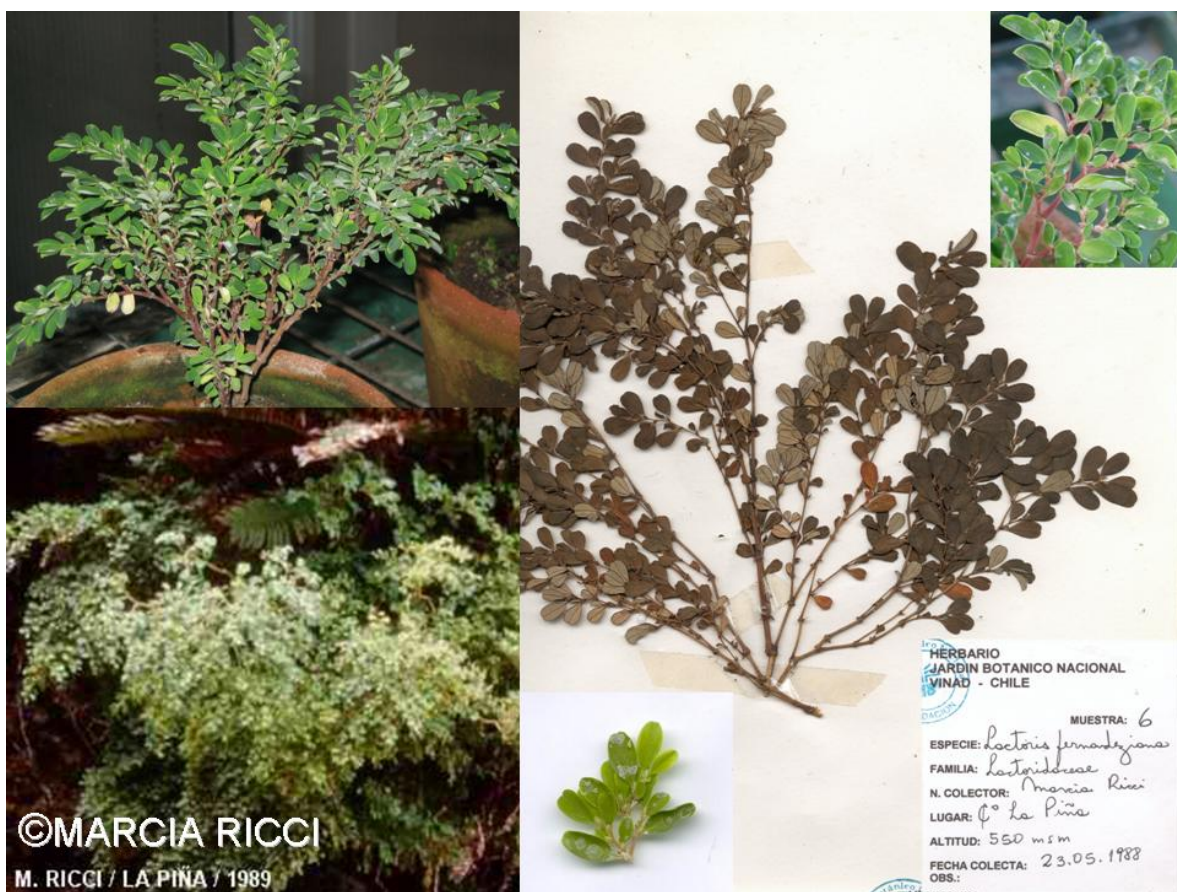 ©MARCIA RICCI
M. RICCI / LA PIÑA / 1989
HERBARIO
JARDIN BOTANICO NACIONAL
VINAD - CHILE
MUESTRA: 6
ESPECIE: Lactoris fernandeziana
FAMILIA: Lactoridaceae
N. COLECTOR: Marcia Ricci
LUGAR: Cº La Piña
ALTITUD: 550 msm
FECHA COLECTA: 23.05.1988
OBS.: